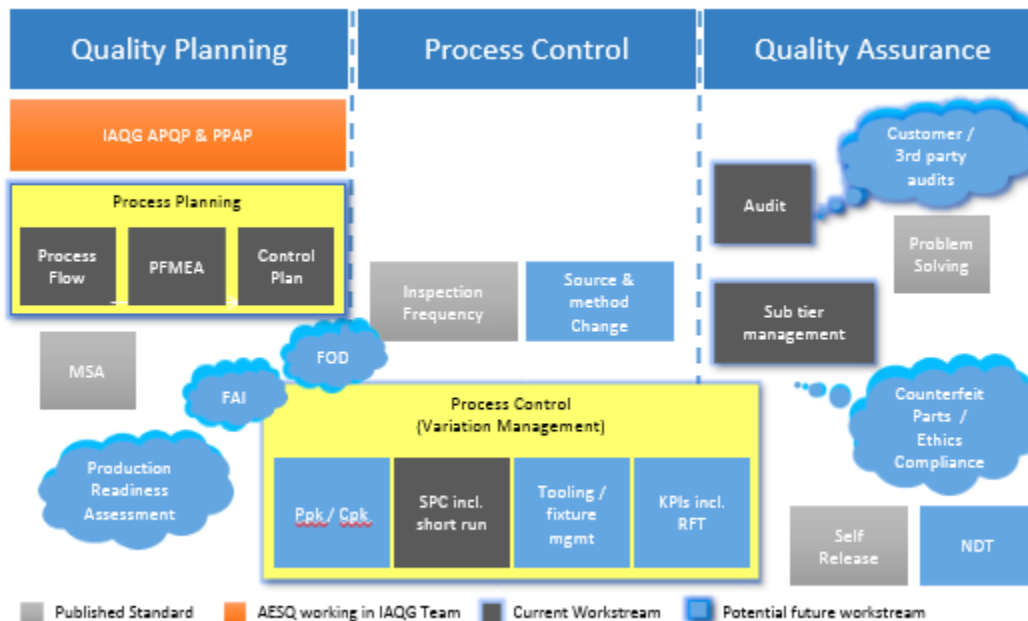 Quality Planning
Process Control
Quality Assurance
IAQG APQP & PPAP
Process Planning
Process
Flow
PFMEA
Control
Plan
MSA
FAI
FOD
Production
Readiness
Assessment
Inspection
Frequency
Source &
method
Change
Process Control
(Variation Management)
Ppk / Cpk
SPC incl.
short run
Tooling /
fixture
mgmt
KPIs incl.
RFT
Audit
Customer /
3rd party
audits
Problem
Solving
Sub tier
management
Counterfeit
Parts /
Ethics
Compliance
Self
Release
NDT
Published Standard
AESQ working in IAQG Team
Current Workstream
Potential future workstream